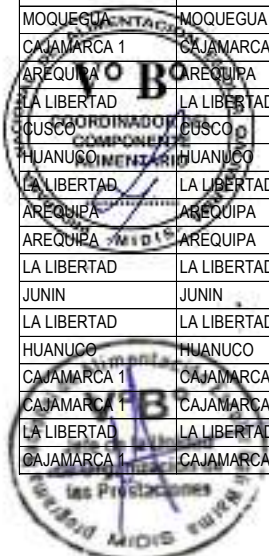 MOQUEGUA MOQUEGUA
CAJAMARCA 1 CAJAMARCA
AREQUIPA AREQUIPA
LA LIBERTAD LA LIBERTAD
CUSCO CUSCO
HUANUCO HUANUCO
LA LIBERTAD LA LIBERTAD
AREQUIPA AREQUIPA
AREQUIPA AREQUIPA
LA LIBERTAD LA LIBERTAD
JUNIN JUNIN
LA LIBERTAD LA LIBERTAD
HUANUCO HUANUCO
CAJAMARCA 1 CAJAMARCA
CAJAMARCA 1 CAJAMARCA
LA LIBERTAD LA LIBERTAD
CAJAMARCA 1 CAJAMARCA
V° B°
COORDINADOR
COMPONENTE
ALIMENTARIO
MIDIS
B°
las Prestaciones
MIDIS